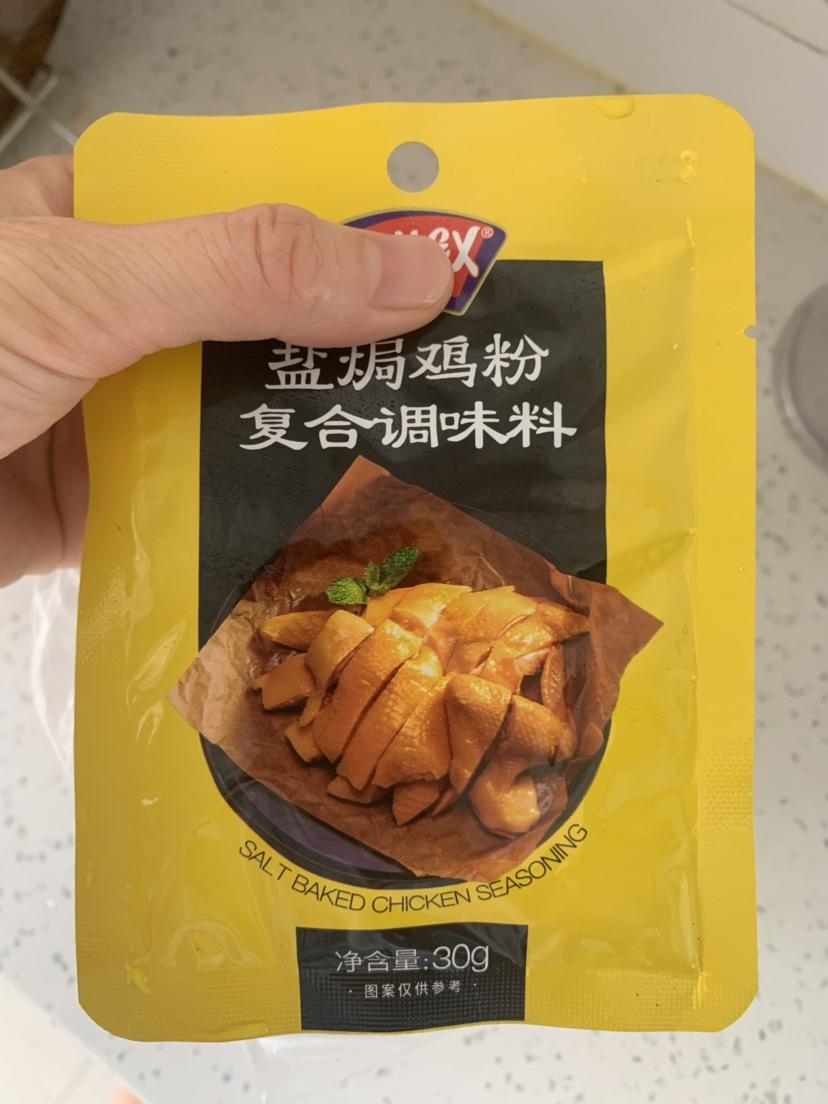 盐焗鸡粉
复合调味料
SALT BAKED CHICKEN SEASONING
净含量:30g
· 图案仅供参考 ·